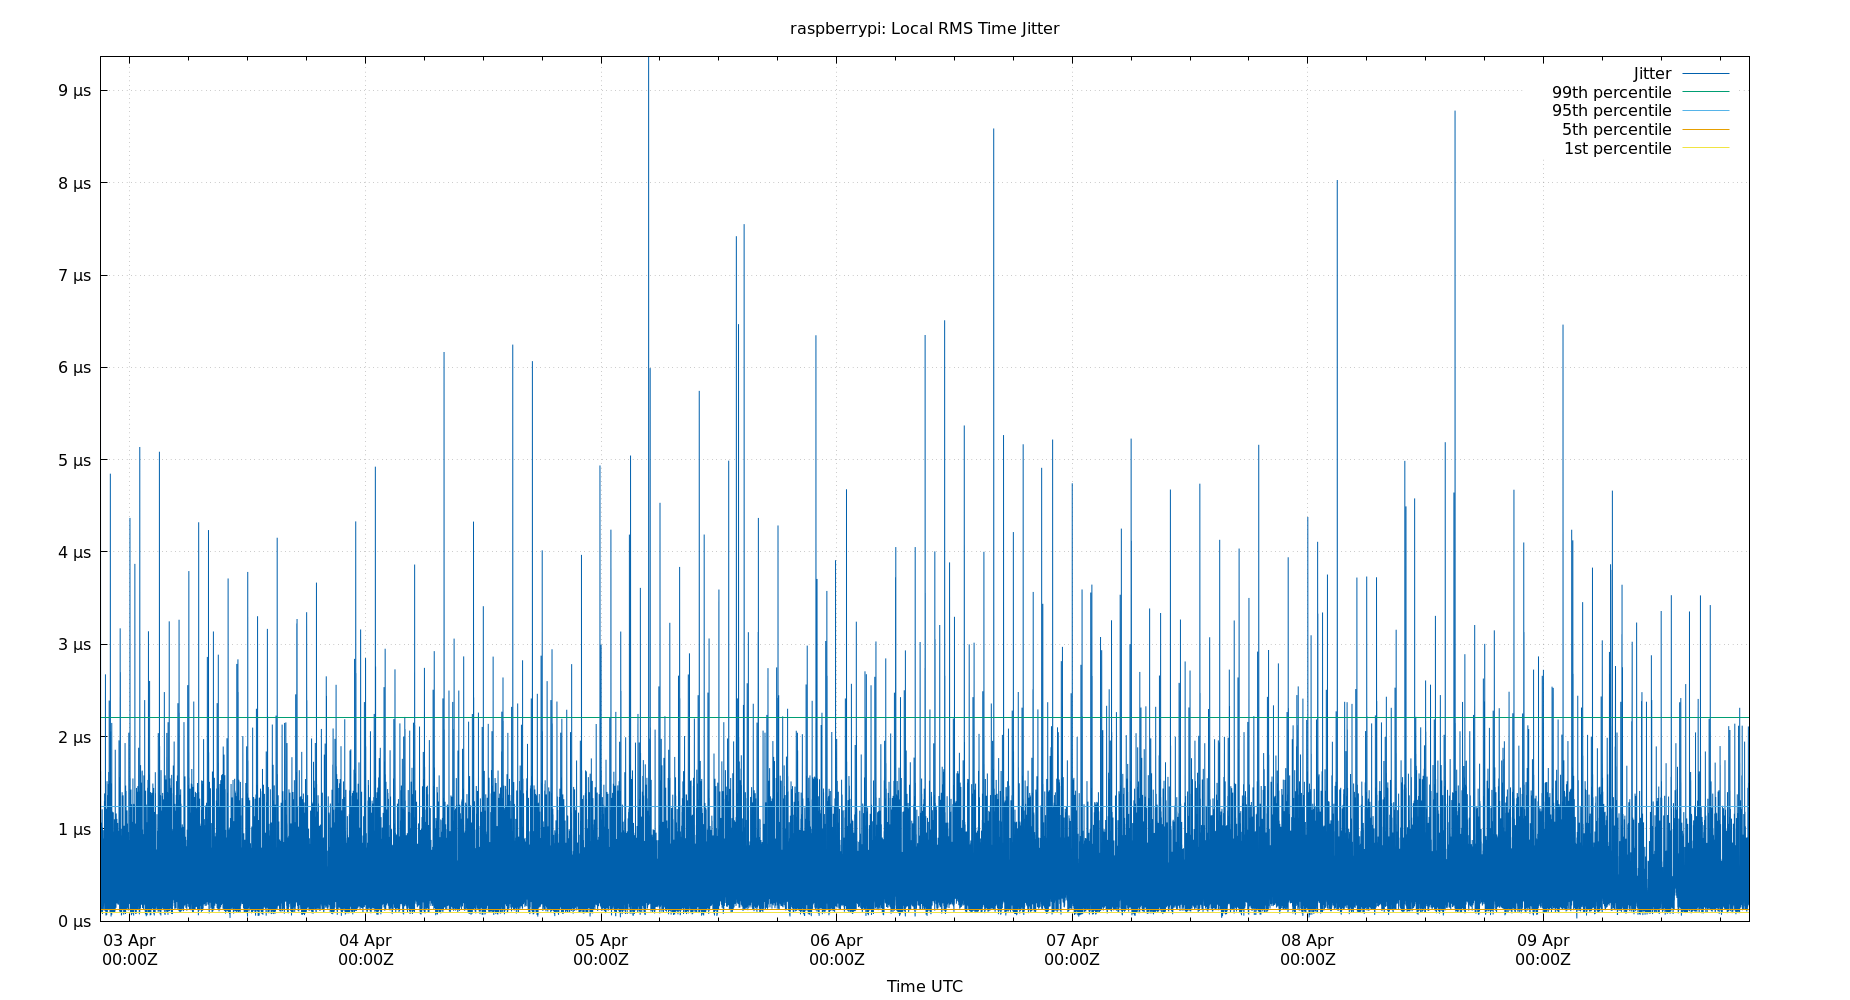 raspberrypi: Local RMS Time Jitter
Jitter
99th percentile
95th percentile
5th percentile
1st percentile
9 μs
8 μs
7 μs
6 μs
5 μs
4 μs
3 μs
2 μs
1 μs
0 μs
03 Apr 04 Apr 05 Apr 06 Apr 07 Apr 08 Apr 09 Apr
00:00Z 00:00Z 00:00Z 00:00Z 00:00Z 00:00Z 00:00Z
Time UTC